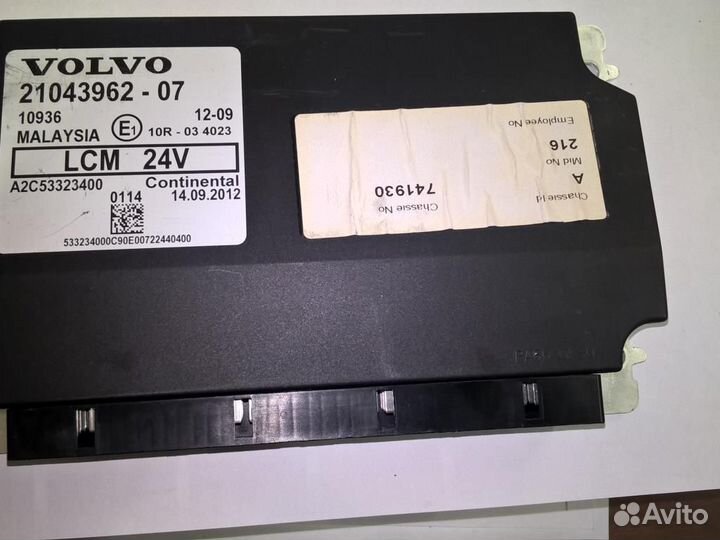 VOLVO
21043962 - 07
10936 12-09
MALAYSIA E1 10R - 03 4023
LCM 24V
A2C53323400 Continental
0114 14.09.2012
533234000C90E00722440400
Chassie Id Chassie No
A 741930
Mid No
216
Employee No
Avito